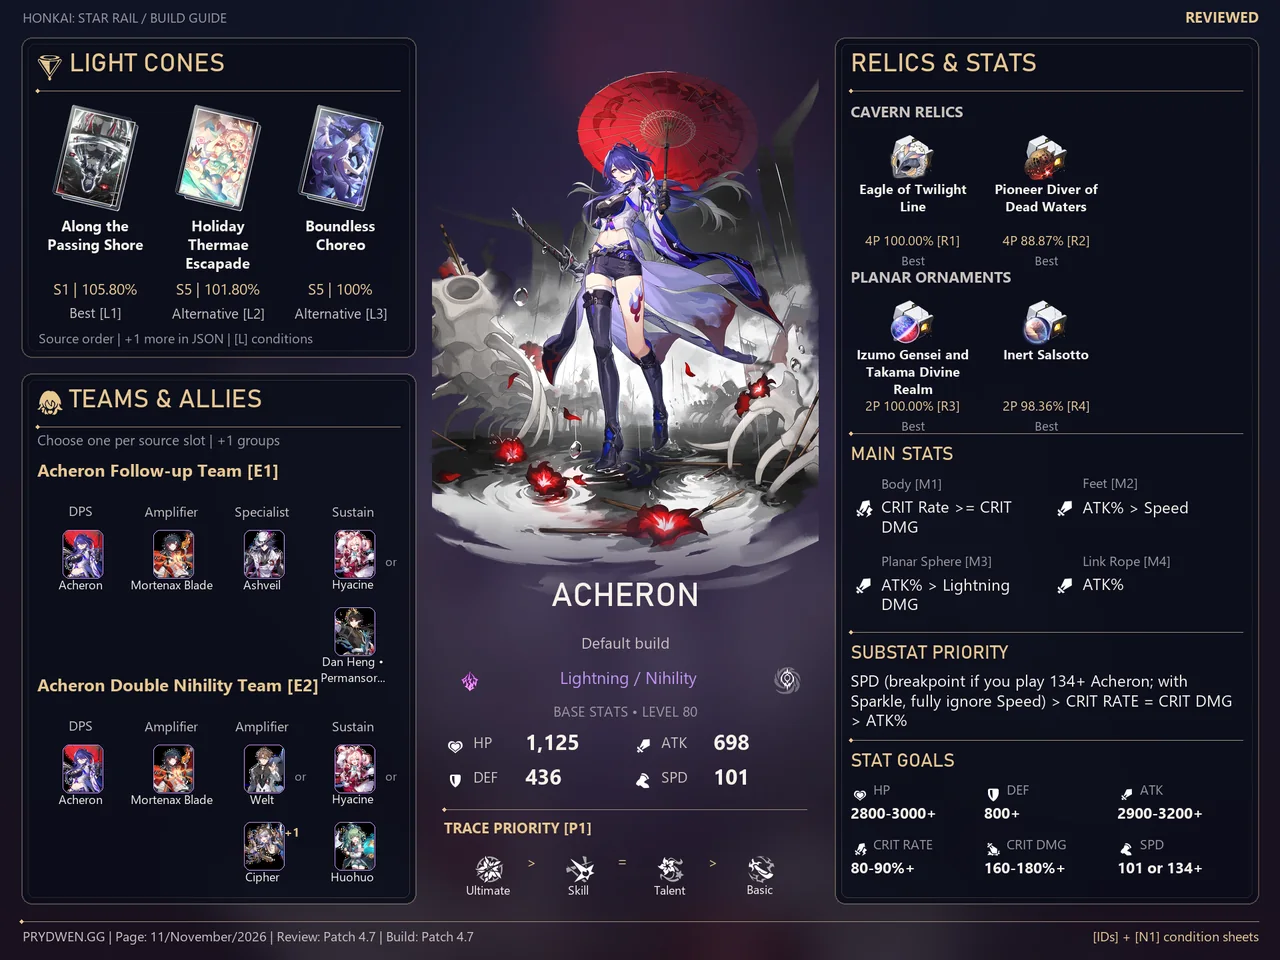 HONKAI: STAR RAIL / BUILD GUIDE
REVIEWED
LIGHT CONES
Along the
Passing Shore
S1 | 105.80%
Best [L1]
Holiday
Thermae
Escapade
S5 | 101.80%
Alternative [L2]
Boundless
Choreo
S5 | 100%
Alternative [L3]
Source order | +1 more in JSON | [L] conditions
TEAMS & ALLIES
Choose one per source slot | +1 groups
Acheron Follow-up Team [E1]
DPS
Amplifier
Specialist
Sustain
Acheron
Mortenax Blade
Ashveil
Hyacine
or
Dan Heng •
Permansor...
Acheron Double Nihility Team [E2]
DPS
Amplifier
Amplifier
Sustain
Acheron
Mortenax Blade
Welt
or
Hyacine
or
Cipher
+1
Huohuo
ACHERON
Default build
Lightning / Nihility
BASE STATS • LEVEL 80
HP 1,125
ATK 698
DEF 436
SPD 101
TRACE PRIORITY [P1]
Ultimate > Skill = Talent > Basic
RELICS & STATS
CAVERN RELICS
Eagle of Twilight
Line
4P 100.00% [R1]
Best
Pioneer Diver of
Dead Waters
4P 88.87% [R2]
Best
PLANAR ORNAMENTS
Izumo Gensei and
Takama Divine
Realm
2P 100.00% [R3]
Best
Inert Salsotto
2P 98.36% [R4]
Best
MAIN STATS
Body [M1]
CRIT Rate >= CRIT
DMG
Feet [M2]
ATK% > Speed
Planar Sphere [M3]
ATK% > Lightning
DMG
Link Rope [M4]
ATK%
SUBSTAT PRIORITY
SPD (breakpoint if you play 134+ Acheron; with
Sparkle, fully ignore Speed) > CRIT RATE = CRIT DMG
> ATK%
STAT GOALS
HP
2800-3000+
DEF
800+
ATK
2900-3200+
CRIT RATE
80-90%+
CRIT DMG
160-180%+
SPD
101 or 134+
PRYDWEN.GG | Page: 11/November/2026 | Review: Patch 4.7 | Build: Patch 4.7
[IDs] + [N1] condition sheets